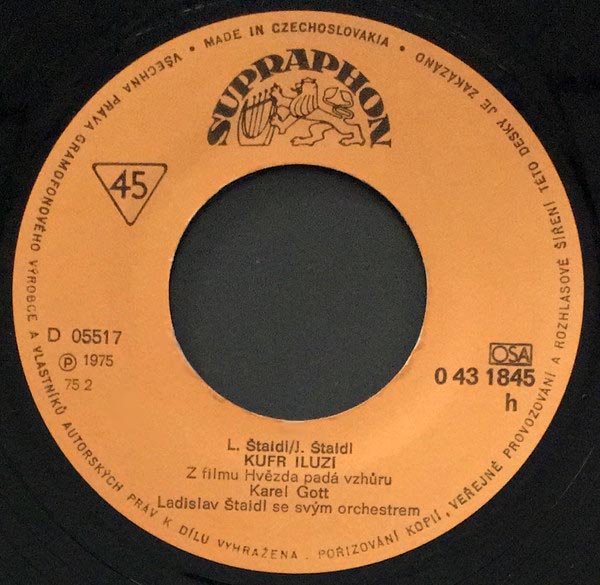 VŠECHNA PRÁVA GRAMOFONOVÉHO VÝROBCE A VLASTNÍKŮ AUTORSKÝCH PRÁV K DÍLU VYHRAŽENA. POŘIZOVÁNÍ KOPIÍ, VEŘEJNÉ PROVOZOVÁNÍ A ROZHLASOVÉ ŠÍŘENÍ TÉTO DESKY JE ZAKÁZÁNO • MADE IN CZECHOSLOVAKIA •
SUPRAPHON
45
D 05517
℗ 1975
75 2
OSA
0 43 1845
h
L. Štaidl/J. Štaidl
KUFR ILUZÍ
Z filmu Hvězda padá vzhůru
Karel Gott
Ladislav Štaidl se svým orchestrem